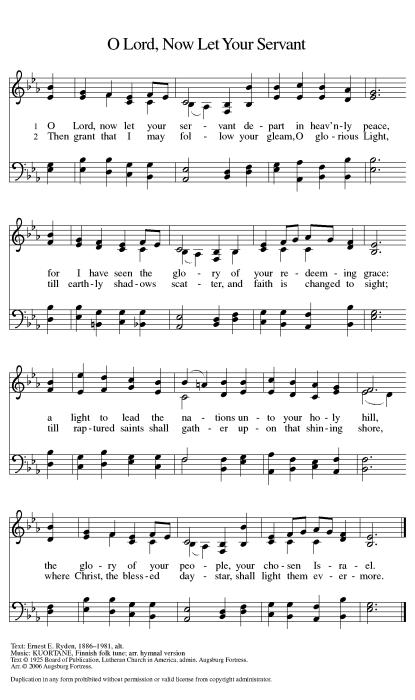 O Lord, Now Let Your Servant
1 O Lord, now let your ser - vant de - part in heav'n-ly peace,
2 Then grant that I may fol - low your gleam, O glo - rious Light,
for I have seen the glo - ry of your re - deem - ing grace:
till earth - ly shad - ows scat - ter, and faith is changed to sight;
a light to lead the na - tions un - to your ho - ly hill,
till rap - tured saints shall gath - er up - on that shin - ing shore,
the glo - ry of your peo - ple, your cho - sen Is - ra - el.
where Christ, the bless - ed day - star, shall light them ev - er - more.
Text: Ernest E. Ryden, 1886–1981, alt.
Music: KUORTANE, Finnish folk tune; arr. hymnal version
Text © 1925 Board of Publication, Lutheran Church in America, admin. Augsburg Fortress.
Arr. © 2006 Augsburg Fortress.
Duplication in any form prohibited without permission or valid license from copyright administrator.